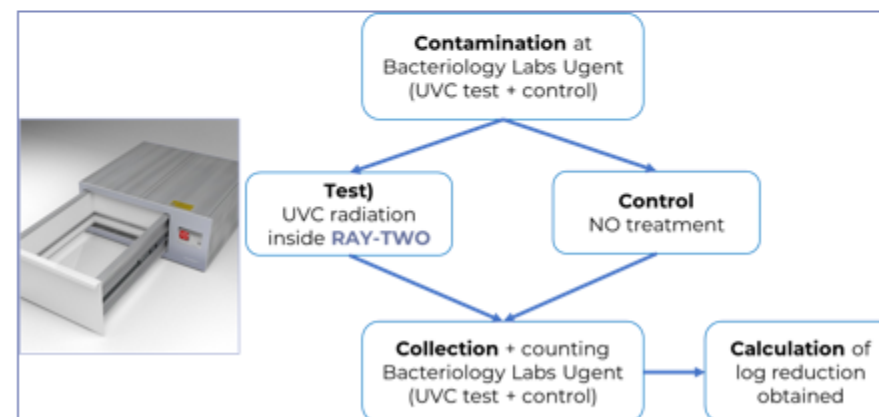 Contamination at
Bacteriology Labs Ugent
(UVC test + control)
Test)
UVC radiation
inside RAY-TWO
Control
NO treatment
Collection + counting
Bacteriology Labs Ugent
(UVC test + control)
Calculation of
log reduction
obtained